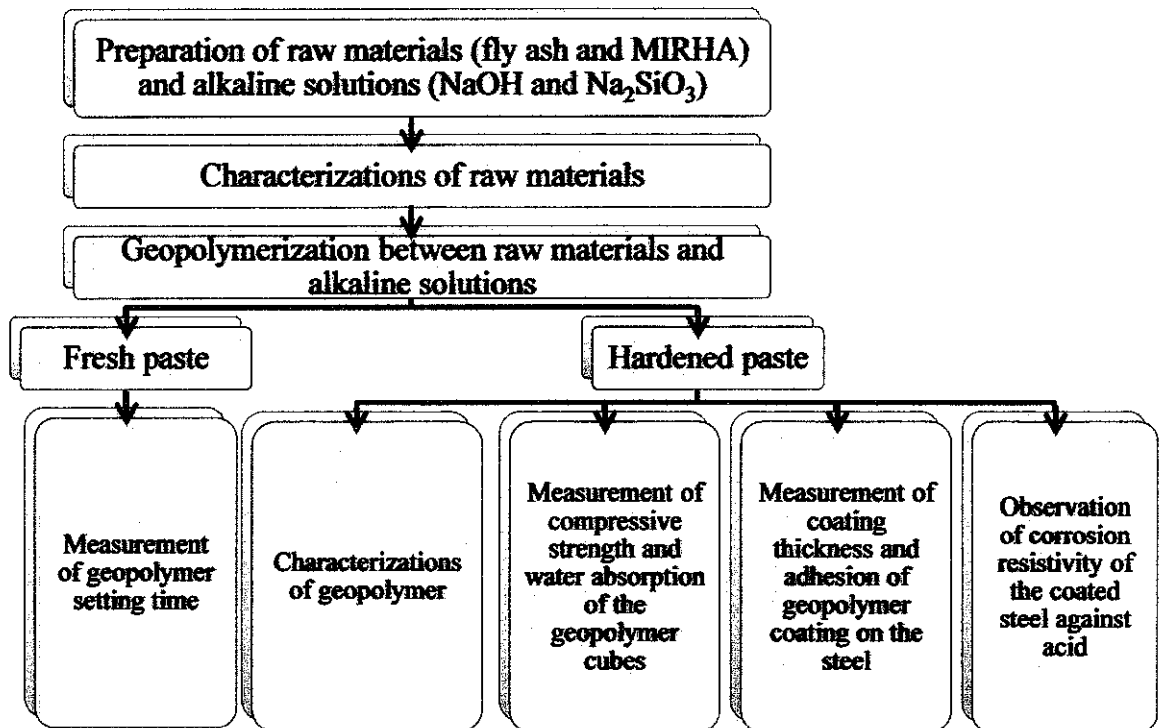 Preparation of raw materials (fly ash and MIRHA)
and alkaline solutions (NaOH and Na₂SiO₃)
Characterizations of raw materials
Geopolymerization between raw materials and
alkaline solutions
Fresh paste
Hardened paste
Measurement
of geopolymer
setting time
Characterizations
of geopolymer
Measurement of
compressive
strength and
water absorption
of the
geopolymer
cubes
Measurement of
coating
thickness and
adhesion of
geopolymer
coating on the
steel
Observation
of corrosion
resistivity of
the coated
steel against
acid